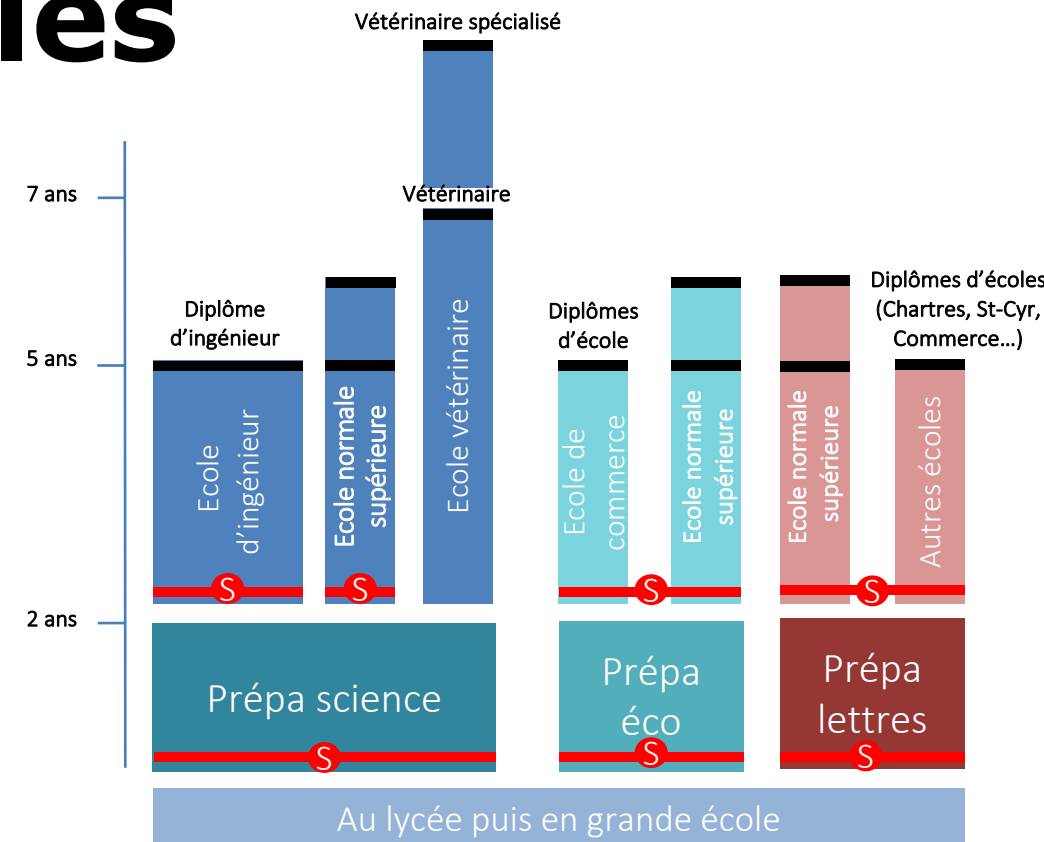 les
Vétérinaire spécialisé
7 ans
Vétérinaire
Diplôme
d'ingénieur
Diplômes
d'école
Diplômes d'écoles
(Chartres, St-Cyr,
Commerce...)
5 ans
Ecole
d'ingénieur
Ecole normale
supérieure
Ecole vétérinaire
Ecole de
commerce
Ecole normale
supérieure
Ecole normale
supérieure
Autres écoles
S
S
S
S
2 ans
Prépa science
Prépa
éco
Prépa
lettres
S
S
S
Au lycée puis en grande école